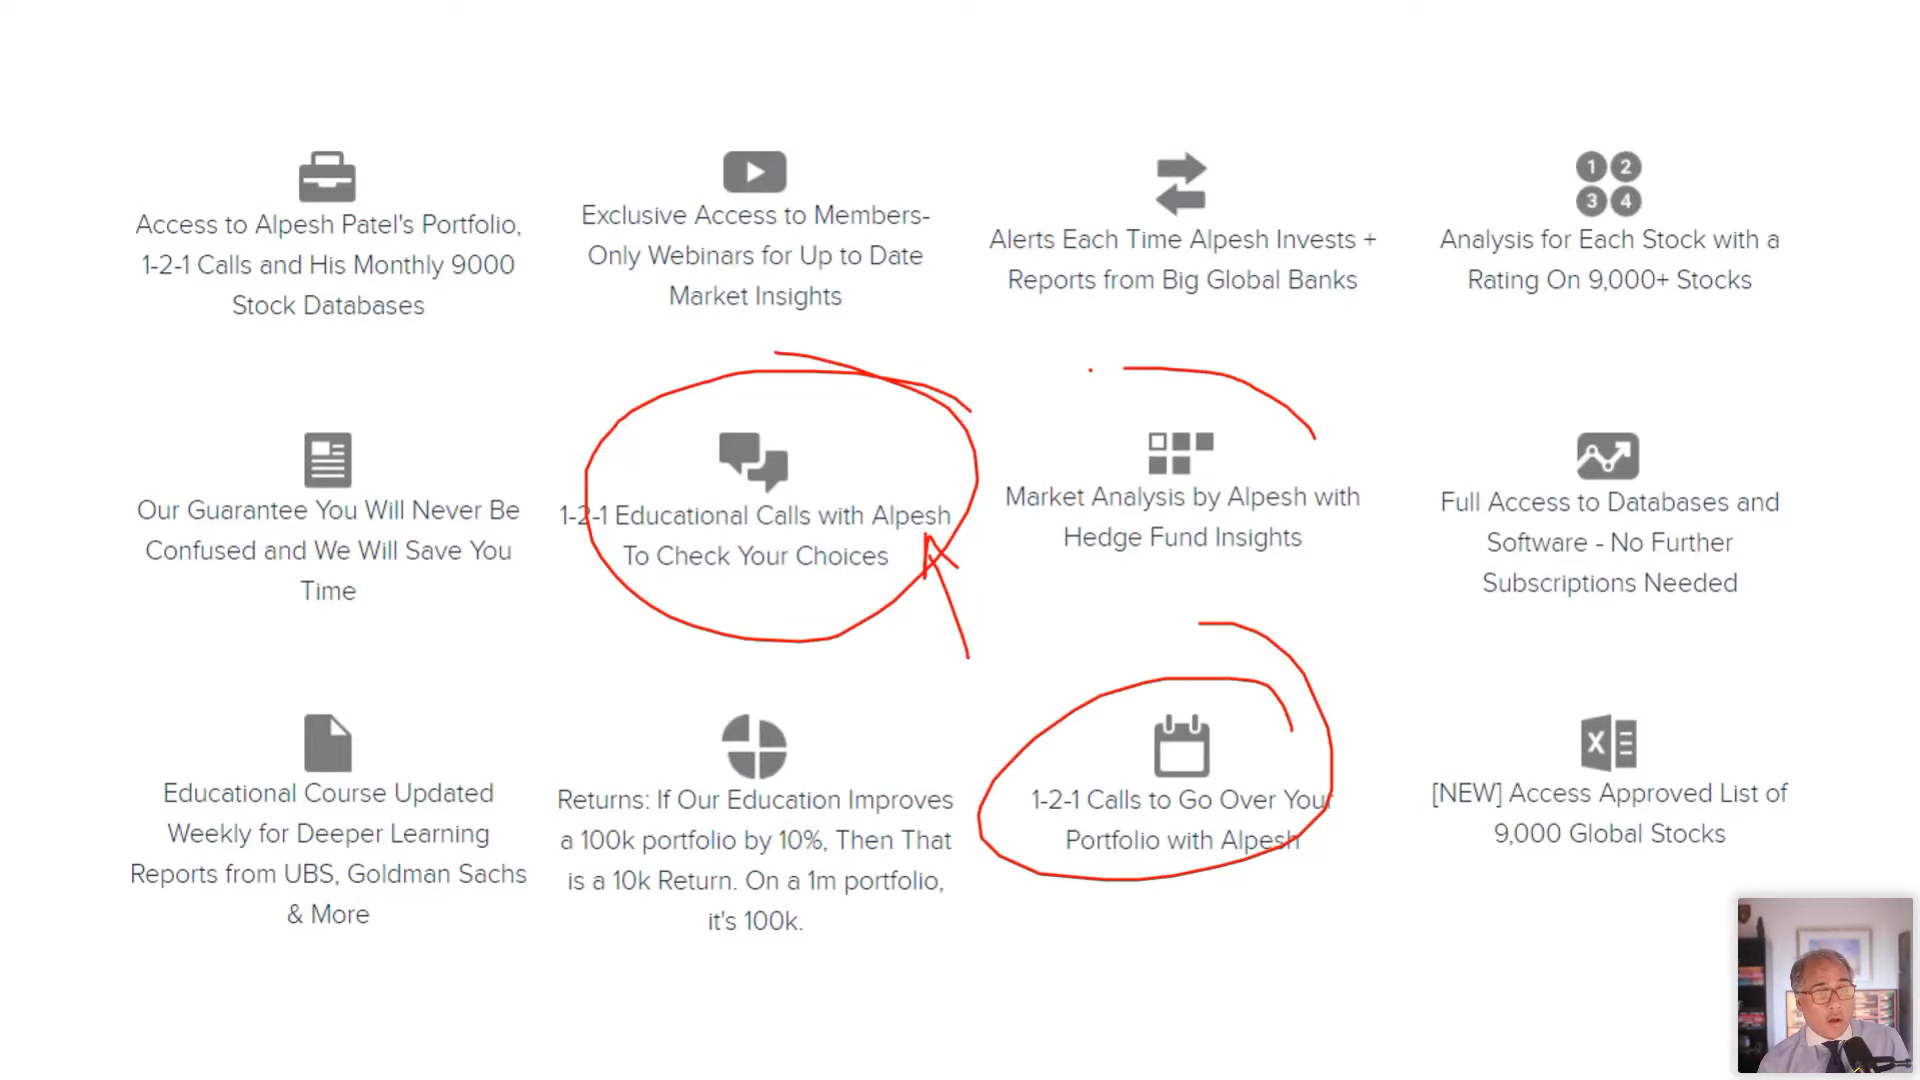 Access to Alpesh Patel's Portfolio,
1-2-1 Calls and His Monthly 9000
Stock Databases
Exclusive Access to Members-
Only Webinars for Up to Date
Market Insights
Alerts Each Time Alpesh Invests +
Reports from Big Global Banks
1 2
3 4
Analysis for Each Stock with a
Rating On 9,000+ Stocks
Our Guarantee You Will Never Be
Confused and We Will Save You
Time
1-2-1 Educational Calls with Alpesh
To Check Your Choices
Market Analysis by Alpesh with
Hedge Fund Insights
Full Access to Databases and
Software - No Further
Subscriptions Needed
Educational Course Updated
Weekly for Deeper Learning
Reports from UBS, Goldman Sachs
& More
Returns: If Our Education Improves
a 100k portfolio by 10%, Then That
is a 10k Return. On a 1m portfolio,
it's 100k.
1-2-1 Calls to Go Over Your
Portfolio with Alpesh
X
[NEW] Access Approved List of
9,000 Global Stocks